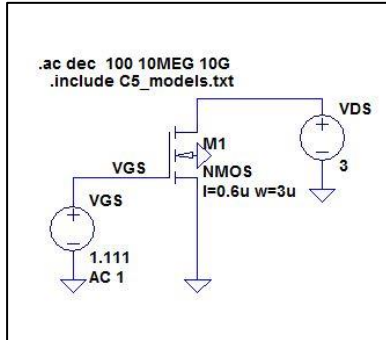 .ac dec 100 10MEG 10G
.include C5_models.txt
VDS
M1
VGS
NMOS
3
l=0.6u w=3u
VGS
1.111
AC 1